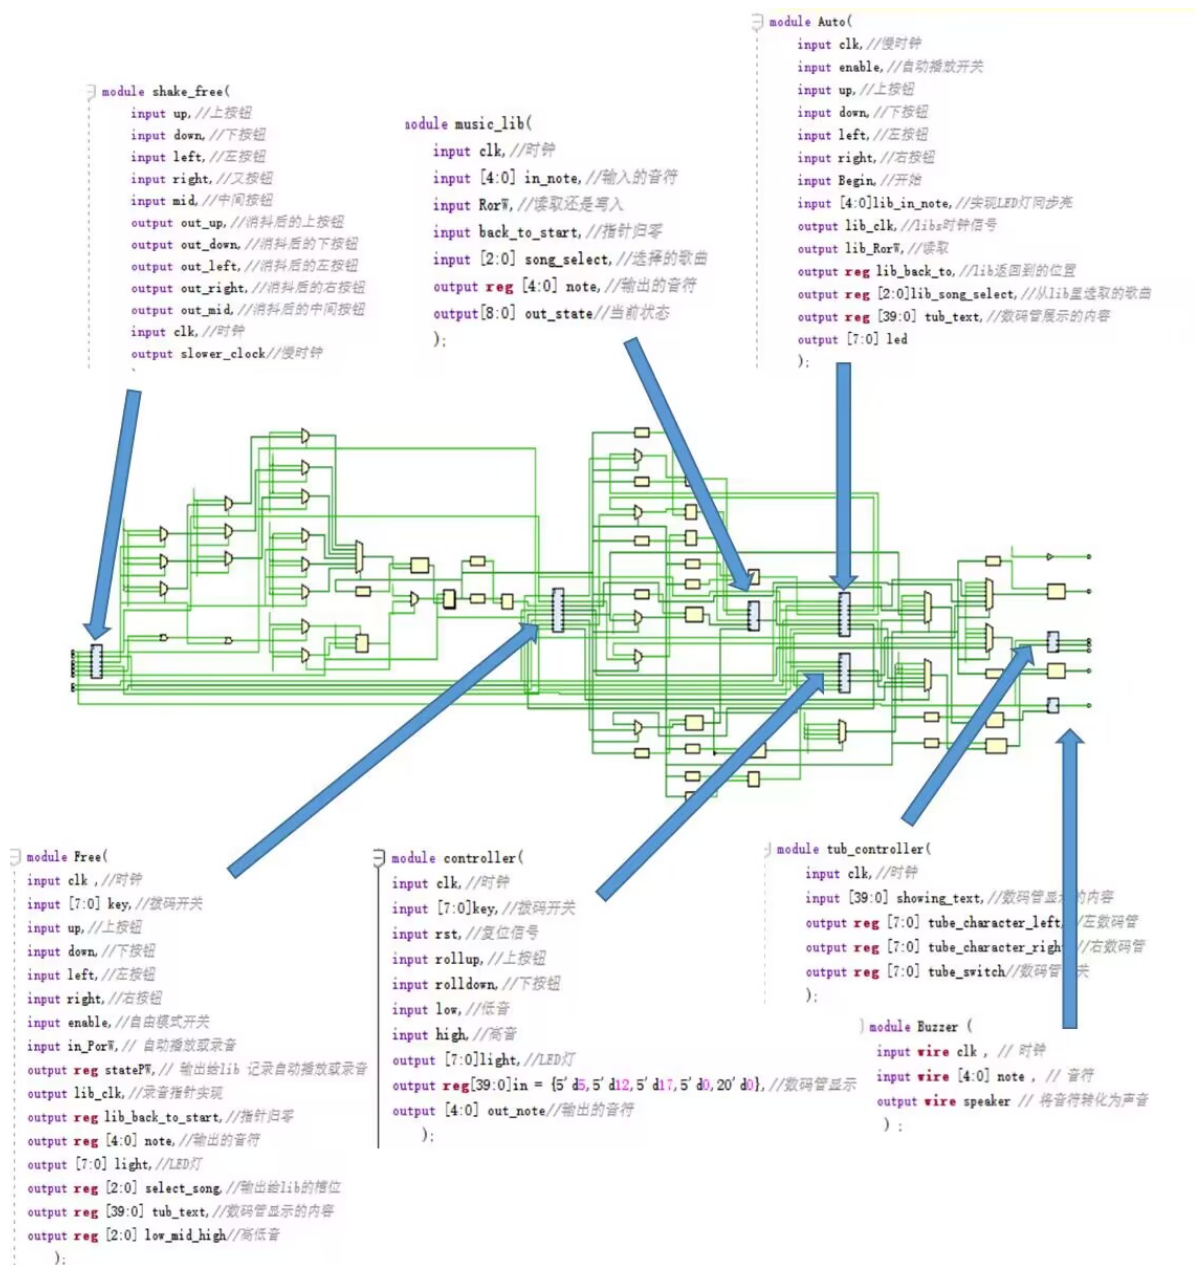 module shake_free(
input up,//上按钮
input down,//下按钮
input left,//左按钮
input right,//又按钮
input mid,//中间按钮
output out_up,//消抖后的上按钮
output out_down,//消抖后的下按钮
output out_left,//消抖后的左按钮
output out_right,//消抖后的右按钮
output out_mid,//消抖后的中间按钮
input clk,//时钟
output slower_clock//慢时钟
module music_lib(
input clk,//时钟
input [4:0] in_note,//输入的音符
input RorW,//读取还是写入
input back_to_start,//指针归零
input [2:0] song_select,//选择的歌曲
output reg [4:0] note,//输出的音符
output[8:0] out_state//当前状态
);
module Auto(
input clk,//慢时钟
input enable,//自动播放开关
input up,//上按钮
input down,//下按钮
input left,//左按钮
input right,//右按钮
input Begin,//开始
input [4:0]lib_in_note,//实现LED灯同步亮
output lib_clk,//libs时钟信号
output lib_RorW,//读取
output reg lib_back_to,//lib返回到的位置
output reg [2:0]lib_song_select,//从lib里选取的歌曲
output reg [39:0] tub_text,//数码管展示的内容
output [7:0] led
);
module Free(
input clk ,//时钟
input [7:0] key,//拨码开关
input up,//上按钮
input down,//下按钮
input left,//左按钮
input right,//右按钮
input enable,//自由模式开关
input in_PorW,// 自动播放或录音
output reg statePW,// 输出给lib 记录自动播放或录音
output lib_clk,//录音指针实现
output reg lib_back_to_start,//指针归零
output reg [4:0] note,//输出的音符
output [7:0] light,//LED灯
output reg [2:0] select_song,//输出给lib的槽位
output reg [39:0] tub_text,//数码管显示的内容
output reg [2:0] low_mid_high//高低音
);
module controller(
input clk,//时钟
input [7:0]key,//拨码开关
input rst,//复位信号
input rollup,//上按钮
input rolldown,//下按钮
input low,//低音
input high,//高音
output [7:0]light,//LED灯
output reg[39:0]in = {5'd5,5'd12,5'd17,5'd0,20'd0},//数码管显示
output [4:0] out_note//输出的音符
);
module tub_controller(
input clk,//时钟
input [39:0] showing_text,//数码管显示的内容
output reg [7:0] tube_character_left,//左数码管
output reg [7:0] tube_character_right//右数码管
output reg [7:0] tube_switch//数码管 关
);
module Buzzer (
input wire clk , // 时钟
input wire [4:0] note , // 音符
output wire speaker // 将音符转化为声音
) ;